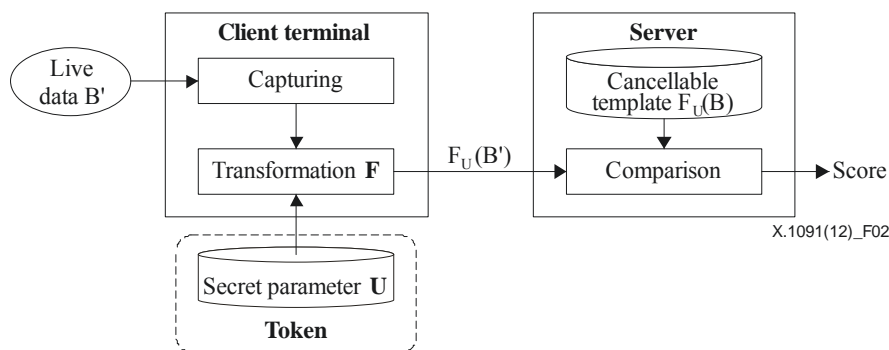 Client terminal
Server
Live
data B'
Capturing
Cancellable
template F_U(B)
Transformation F
F_U(B')
Comparison
Score
X.1091(12)_F02
Secret parameter U
Token